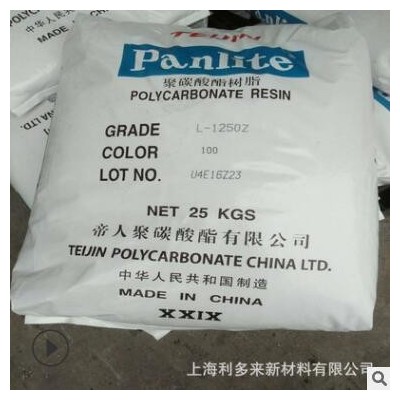 TEIJIN
Panlite
聚碳酸酯树脂
POLYCARBONATE RESIN
GRADE L-1250Z
COLOR 100
LOT NO. U4E16Z23
NET 25 KGS
帝人聚碳酸酯有限公司
TEIJIN POLYCARBONATE CHINA LTD.
中华人民共和国制造
MADE IN CHINA
XXIX
上海利多来新材料有限公司